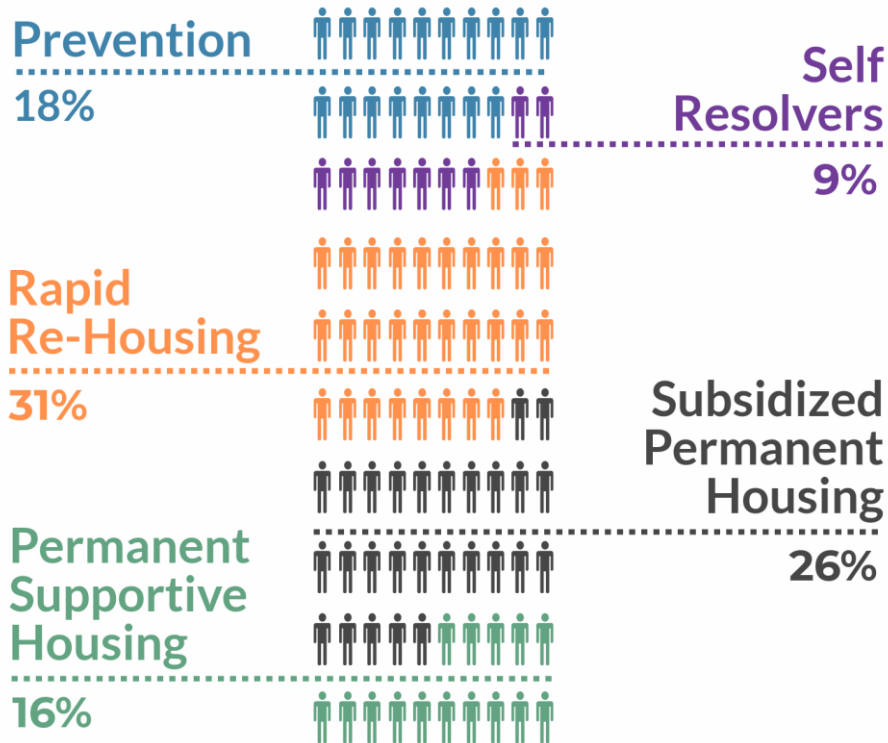 Prevention
18%
Self
Resolvers
9%
Rapid
Re-Housing
31%
Subsidized
Permanent
Housing
26%
Permanent
Supportive
Housing
16%